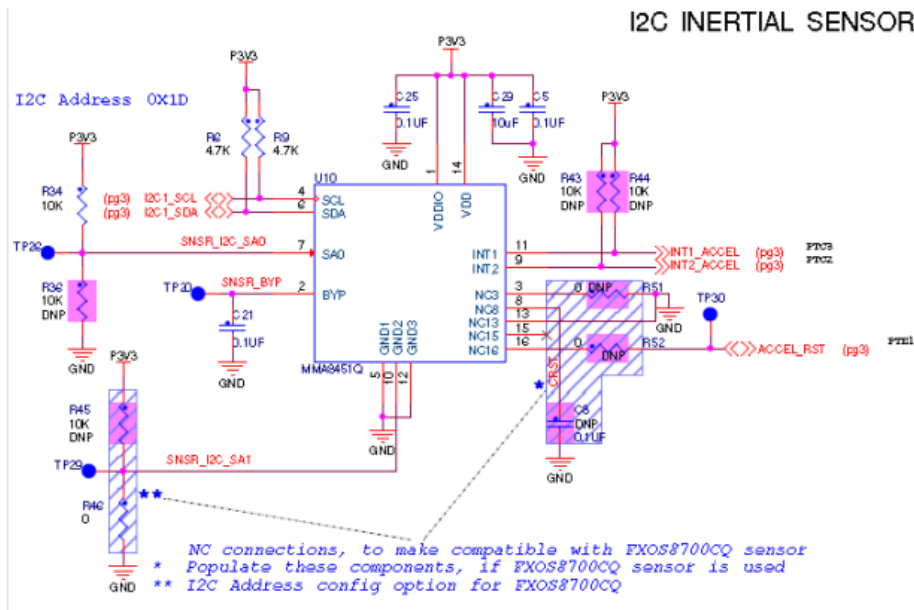 I2C INERTIAL SENSOR
I2C Address 0X1D
P3V3
P3V3
P3V3
P3V3
R6
4.7K
R9
4.7K
C25
0.1UF
GND
C29
10uF
C5
0.1UF
GND
R34
10K
(pg3) I2C1_SCL
(pg3) I2C1_SDA
U10
4
SCL
6
SDA
1
VDDIO
14
VDD
R43
10K
DNP
R44
10K
DNP
TP26
SNSR_I2C_SA0
7
SA0
R36
10K
DNP
GND
SNSR_BYP
2
BYP
C21
0.1UF
GND
INT1
11
INT1_ACCEL (pg3)
INT2
9
INT2_ACCEL (pg3)
NC3
3
0
DNP
R51
GND
NC8
8
NC13
13
NC15
15
NC16
16
0
DNP
R52
TP30
ACCEL_RST (pg3)
PTE1
GND1
GND2
GND3
MMA8451Q
5
10
12
GND
CRST
*
C8
DNP
0.1UF
GND
P3V3
R45
10K
DNP
TP29
SNSR_I2C_SA1
R46
0
**
GND
NC connections, to make compatible with FXOS8700CQ sensor
* Populate these components, if FXOS8700CQ sensor is used
** I2C Address config option for FXOS8700CQ